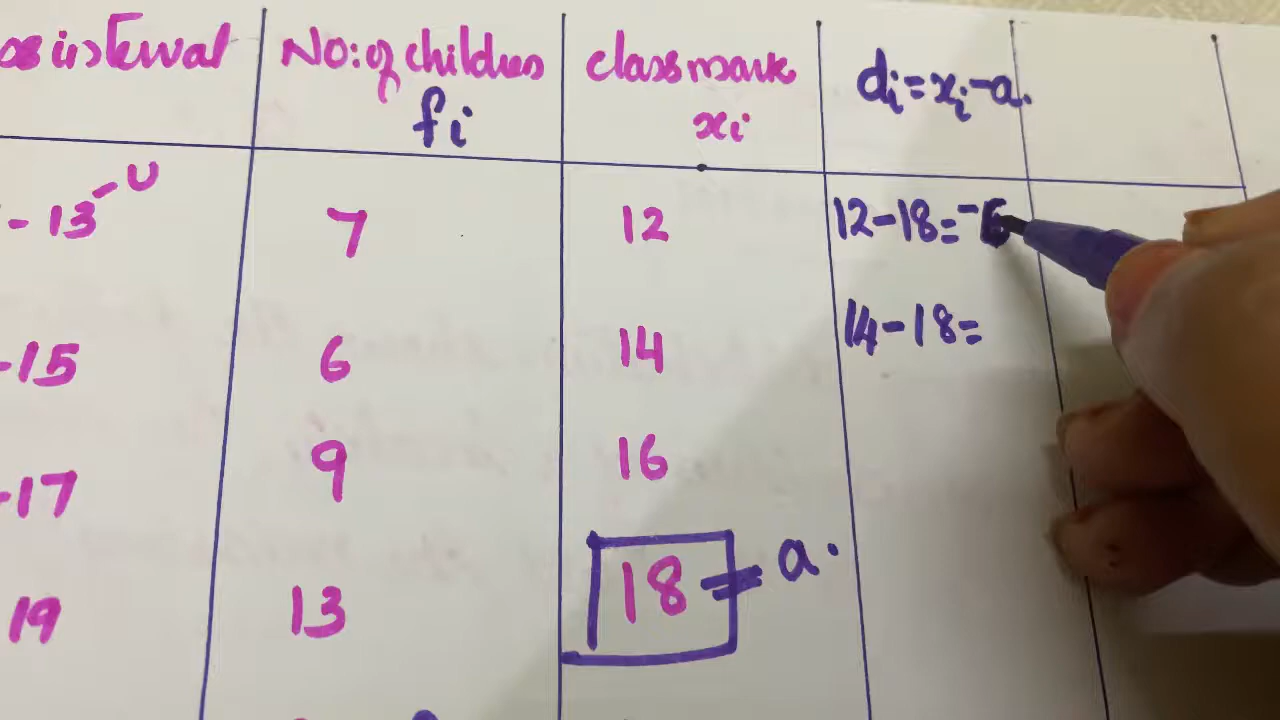 interval No: of children class mark di = xi - a.
fi xi
- 13 - U 7 12 12 - 18 = -6
- 15 6 14 14 - 18 =
- 17 9 16
19 13 18 = a.